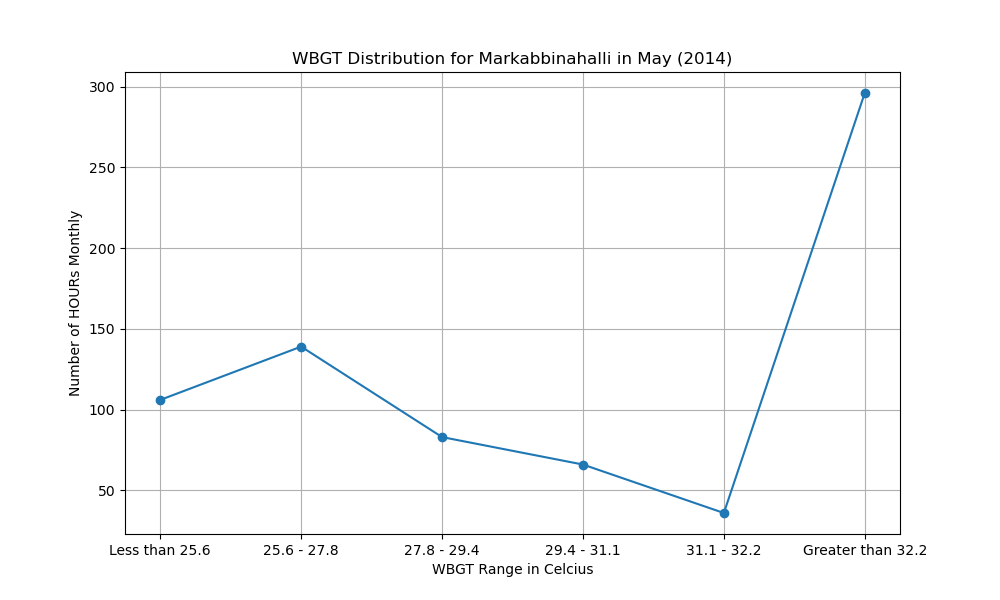 WBGT Distribution for Markabbinahalli in May (2014)
300
250
200
150
100
50
Number of HOURs Monthly
Less than 25.6
25.6 - 27.8
27.8 - 29.4
29.4 - 31.1
31.1 - 32.2
Greater than 32.2
WBGT Range in Celcius